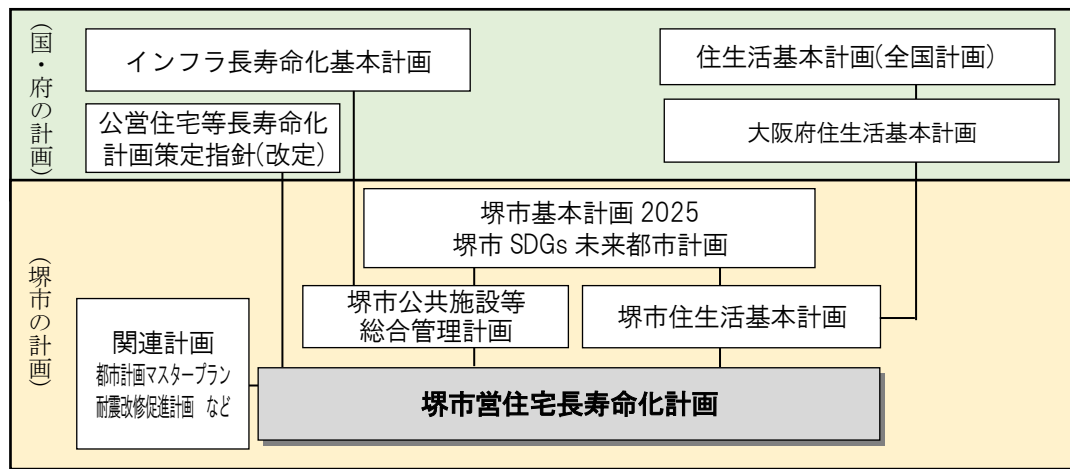 (国・府の計画)
インフラ長寿命化基本計画
住生活基本計画(全国計画)
公営住宅等長寿命化
計画策定指針(改定)
大阪府住生活基本計画
(堺市の計画)
堺市基本計画 2025
堺市 SDGs 未来都市計画
堺市公共施設等
総合管理計画
堺市住生活基本計画
関連計画
都市計画マスタープラン
耐震改修促進計画 など
堺市営住宅長寿命化計画